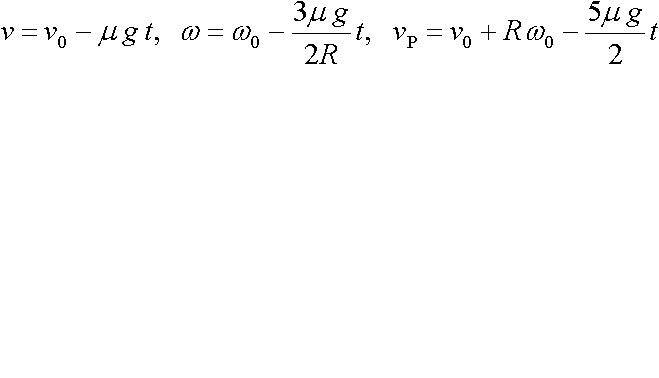 v = v₀ − μ g t,   ω = ω₀ − (3μ g)/(2R) t,   v_P = v₀ + R ω₀ − (5μ g)/2 t